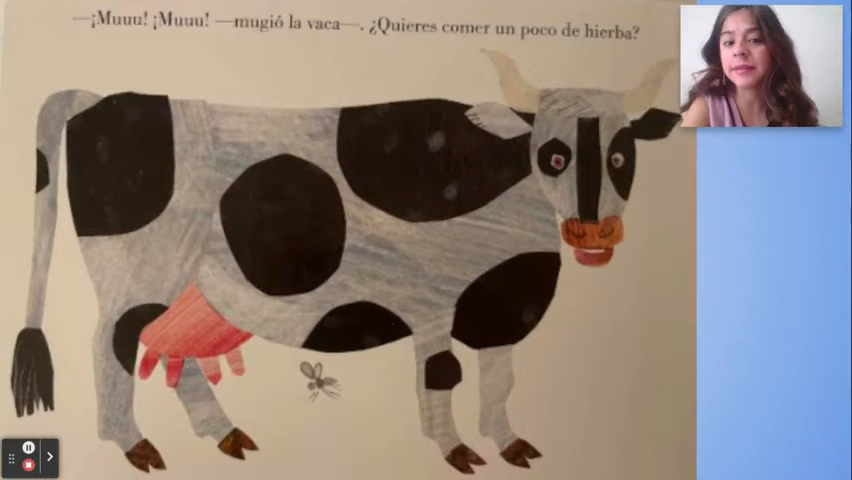 —¡Muuu! ¡Muuu! —mugió la vaca—. ¿Quieres comer un poco de hierba?